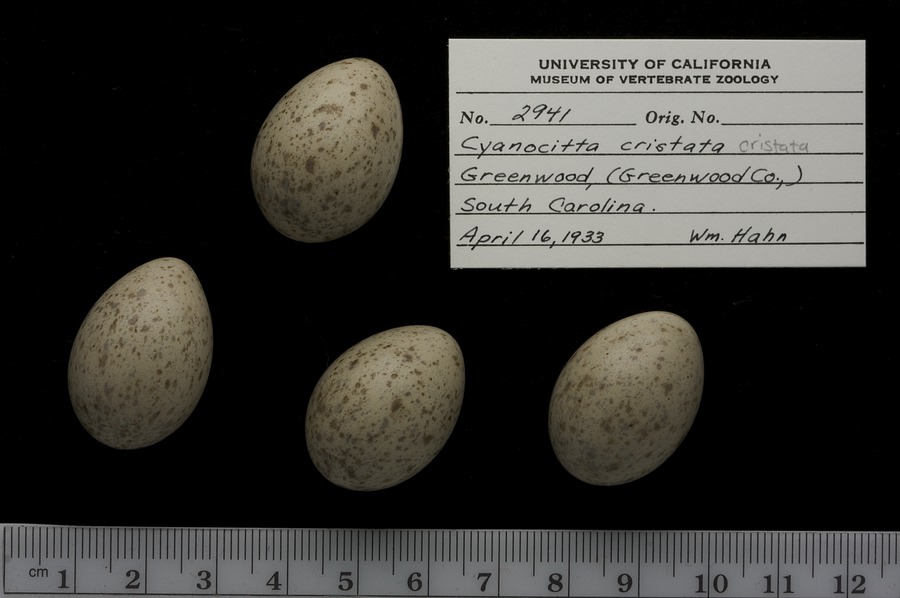 UNIVERSITY OF CALIFORNIA
MUSEUM OF VERTEBRATE ZOOLOGY
No. 2941 Orig. No.
Cyanocitta cristata cristata
Greenwood, (Greenwood Co.,)
South Carolina.
April 16, 1933 Wm. Hahn
cm 1 2 3 4 5 6 7 8 9 10 11 12